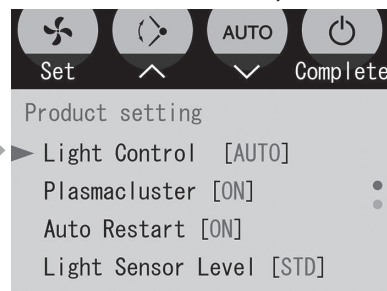 AUTO
Set Complete
Product setting
Light Control [AUTO]
Plasmacluster [ON]
Auto Restart [ON]
Light Sensor Level [STD]